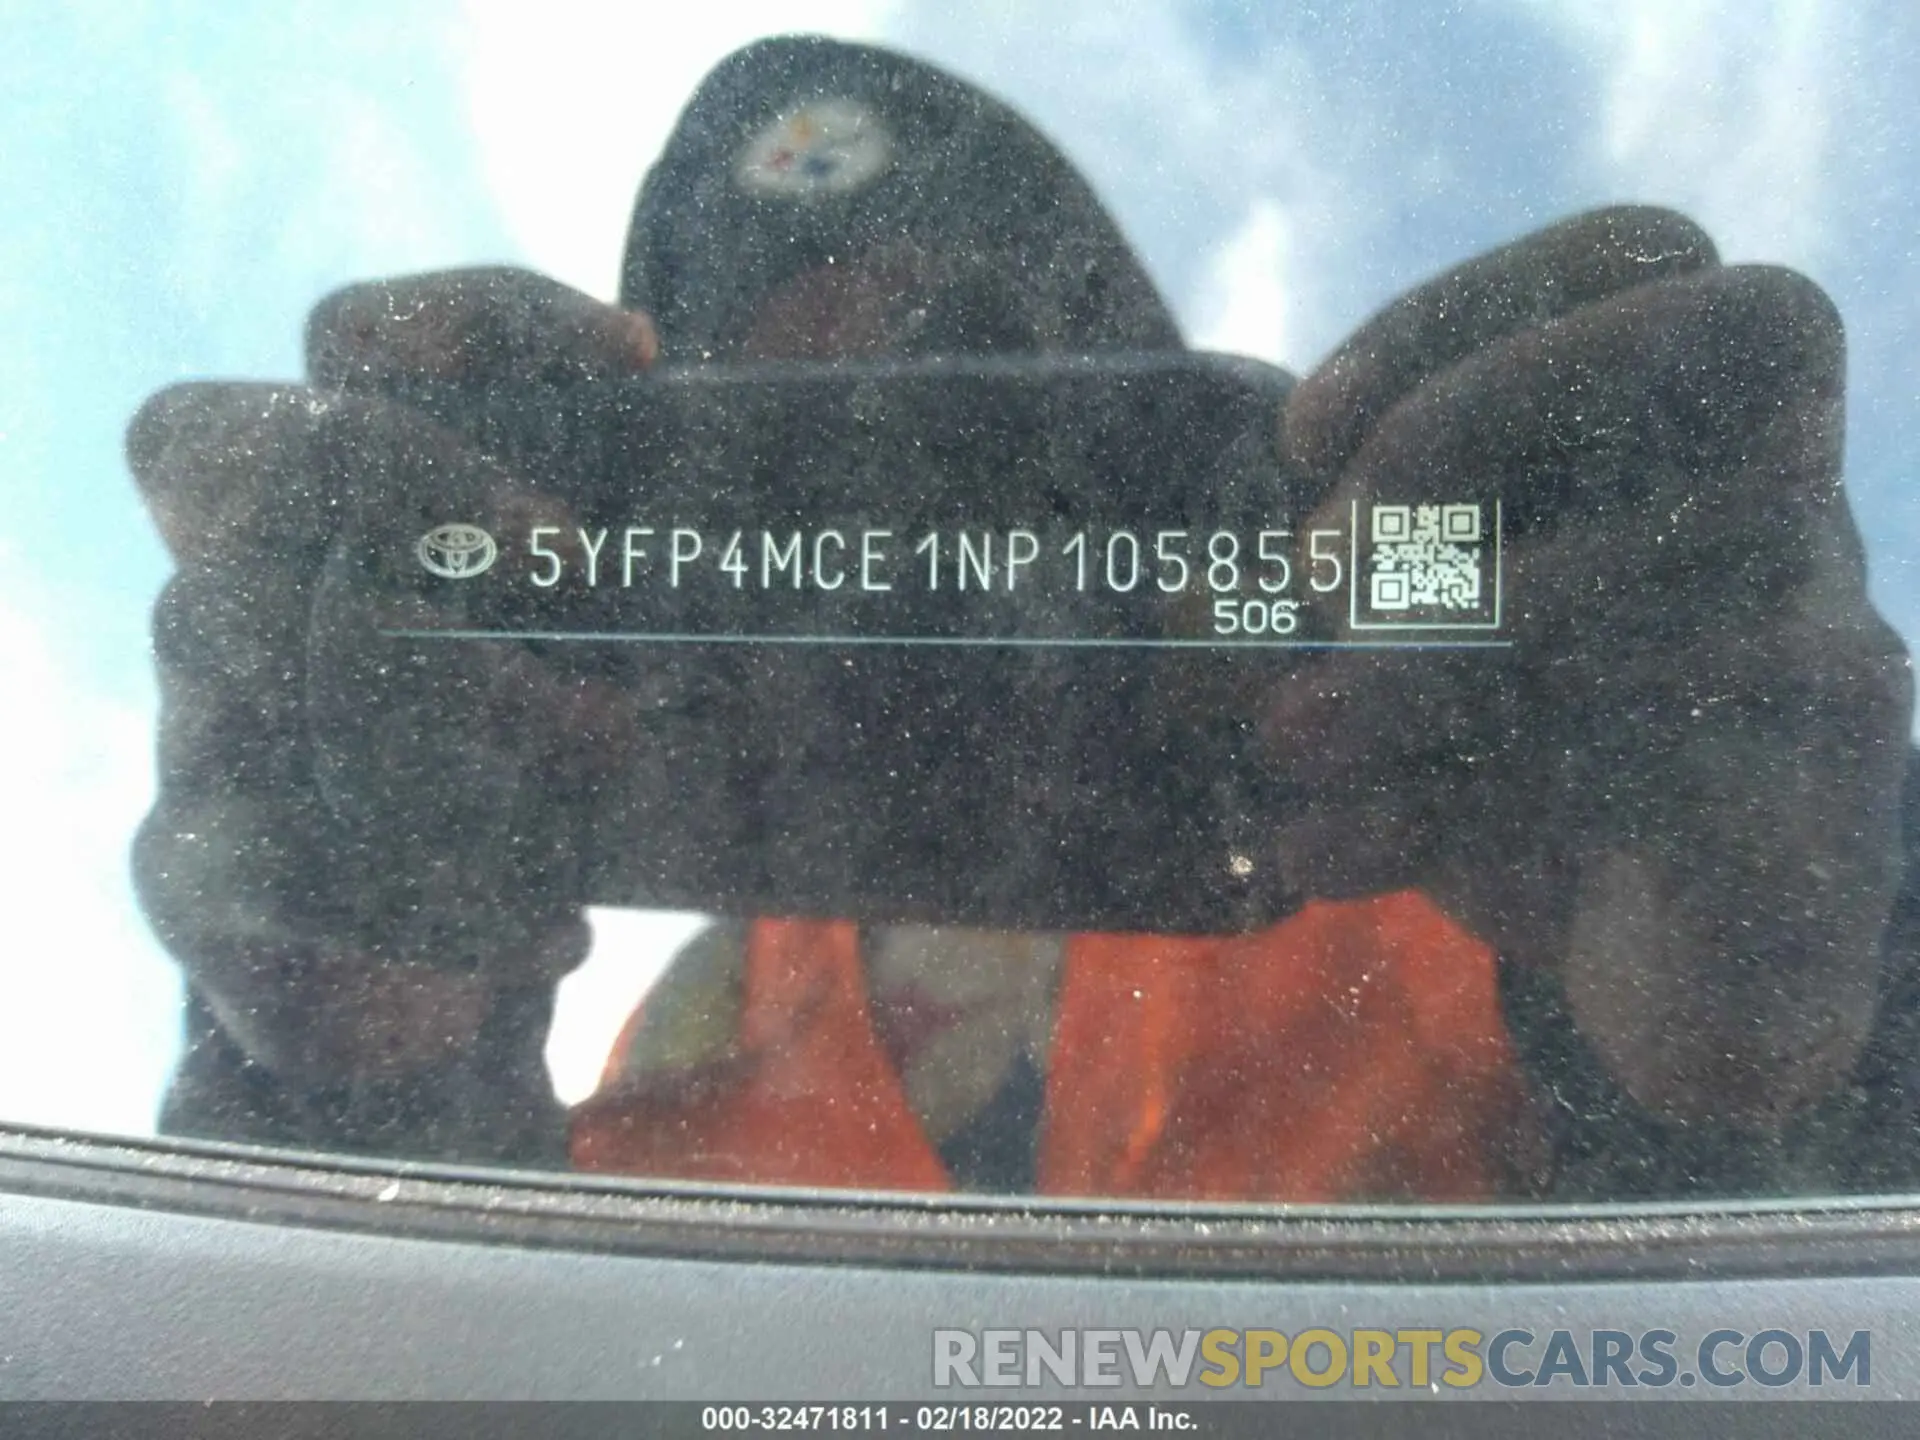 5YFP4MCE1NP105855
506
RENEWSPORTSCARS.COM
000-32471811 - 02/18/2022 - IAA Inc.